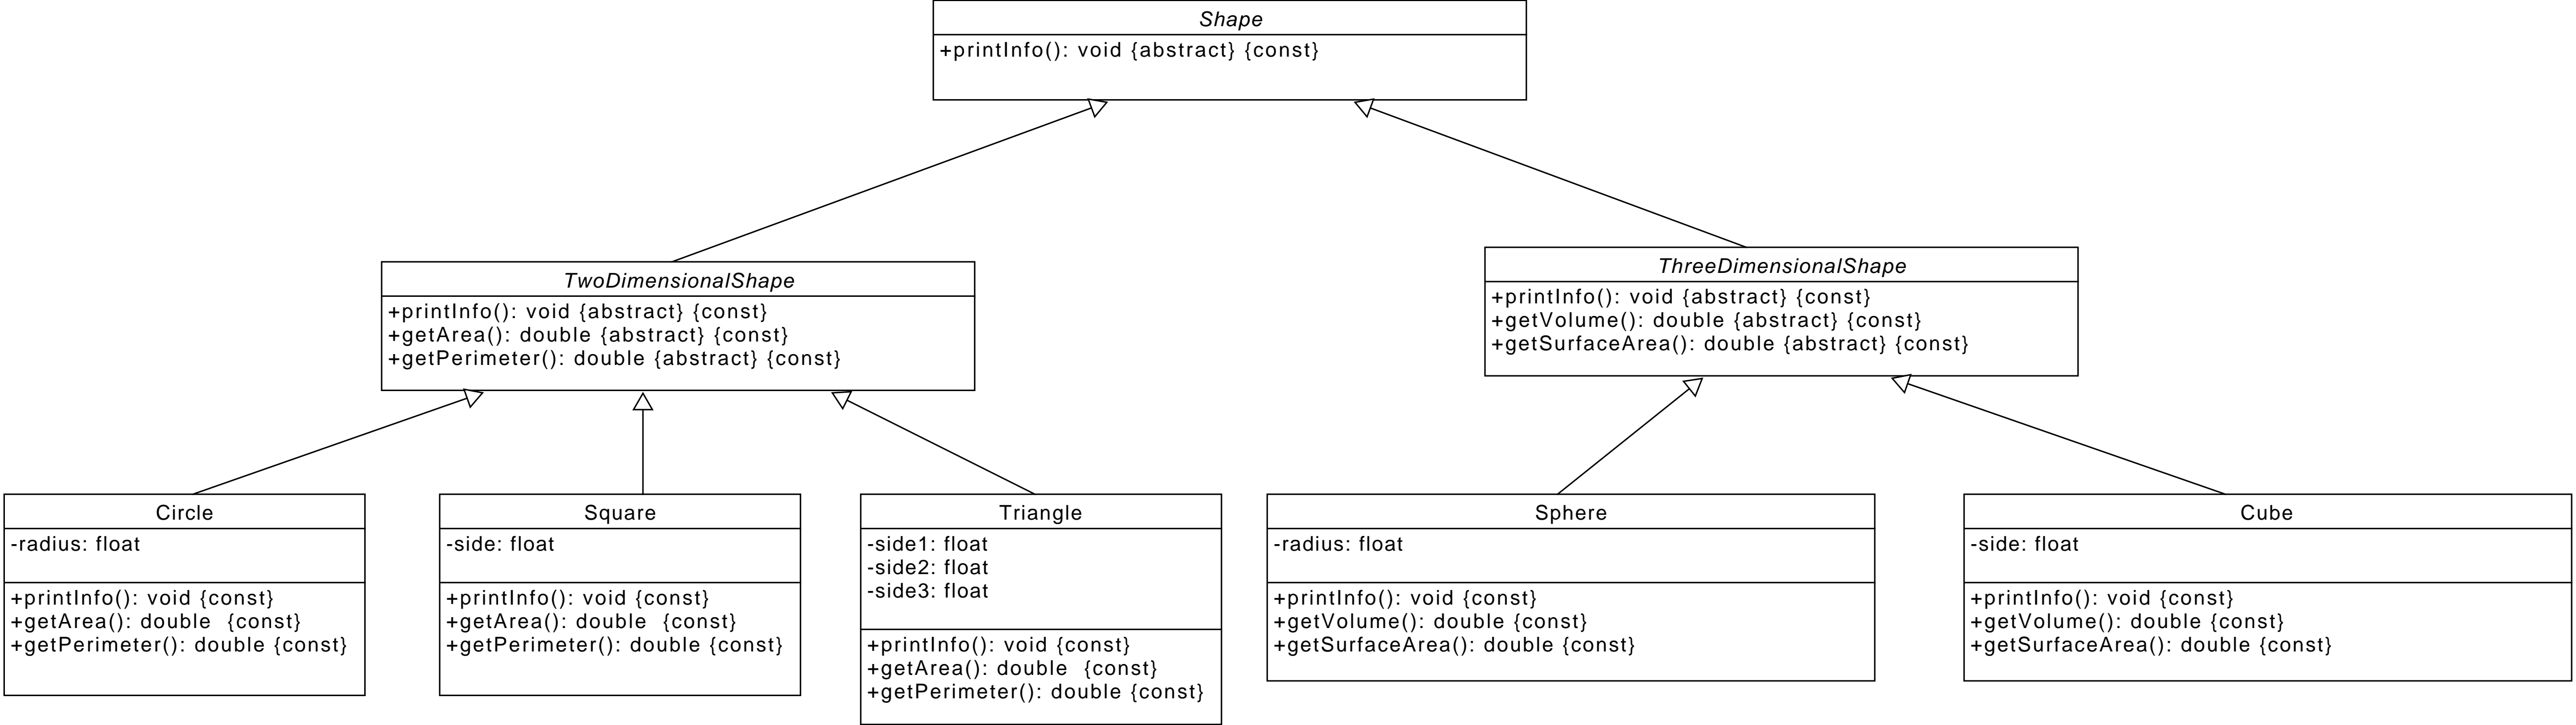 Shape
+printInfo(): void {abstract} {const}
TwoDimensionalShape
+printInfo(): void {abstract} {const}
+getArea(): double {abstract} {const}
+getPerimeter(): double {abstract} {const}
ThreeDimensionalShape
+printInfo(): void {abstract} {const}
+getVolume(): double {abstract} {const}
+getSurfaceArea(): double {abstract} {const}
Circle
-radius: float
+printInfo(): void {const}
+getArea(): double  {const}
+getPerimeter(): double {const}
Square
-side: float
+printInfo(): void {const}
+getArea(): double  {const}
+getPerimeter(): double {const}
Triangle
-side1: float
-side2: float
-side3: float
+printInfo(): void {const}
+getArea(): double  {const}
+getPerimeter(): double {const}
Sphere
-radius: float
+printInfo(): void {const}
+getVolume(): double {const}
+getSurfaceArea(): double {const}
Cube
-side: float
+printInfo(): void {const}
+getVolume(): double {const}
+getSurfaceArea(): double {const}